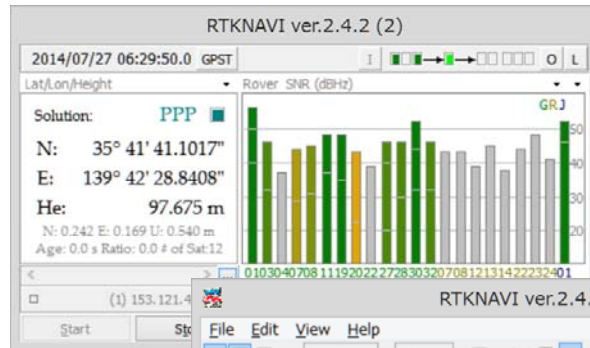 RTKNAVI ver.2.4.2 (2)
2014/07/27 06:29:50.0 GPST I O L
Lat/Lon/Height Rover SNR (dBHz)
Solution: PPP
N: 35° 41' 41.1017"
E: 139° 42' 28.8408"
He: 97.675 m
N: 0.242 E: 0.169 U: 0.540 m
Age: 0.0 s Ratio: 0.0 # of Sat:12
GRJ
50
40
30
20
01030407081119202227283032070812131422232401
< > ...
(1) 153.121.4
Start Sto
RTKNAVI ver.2.4.
File Edit View Help